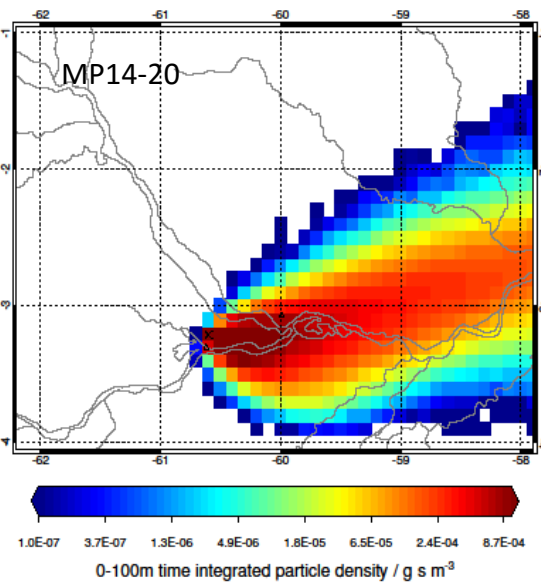 -62 -61 -60 -59 -58
-1
MP14-20
-2
-3
-4
-62 -61 -60 -59 -58
1.0E-07 3.7E-07 1.3E-06 4.9E-06 1.8E-05 6.5E-05 2.4E-04 8.7E-04
0-100m time integrated particle density / g s m⁻³